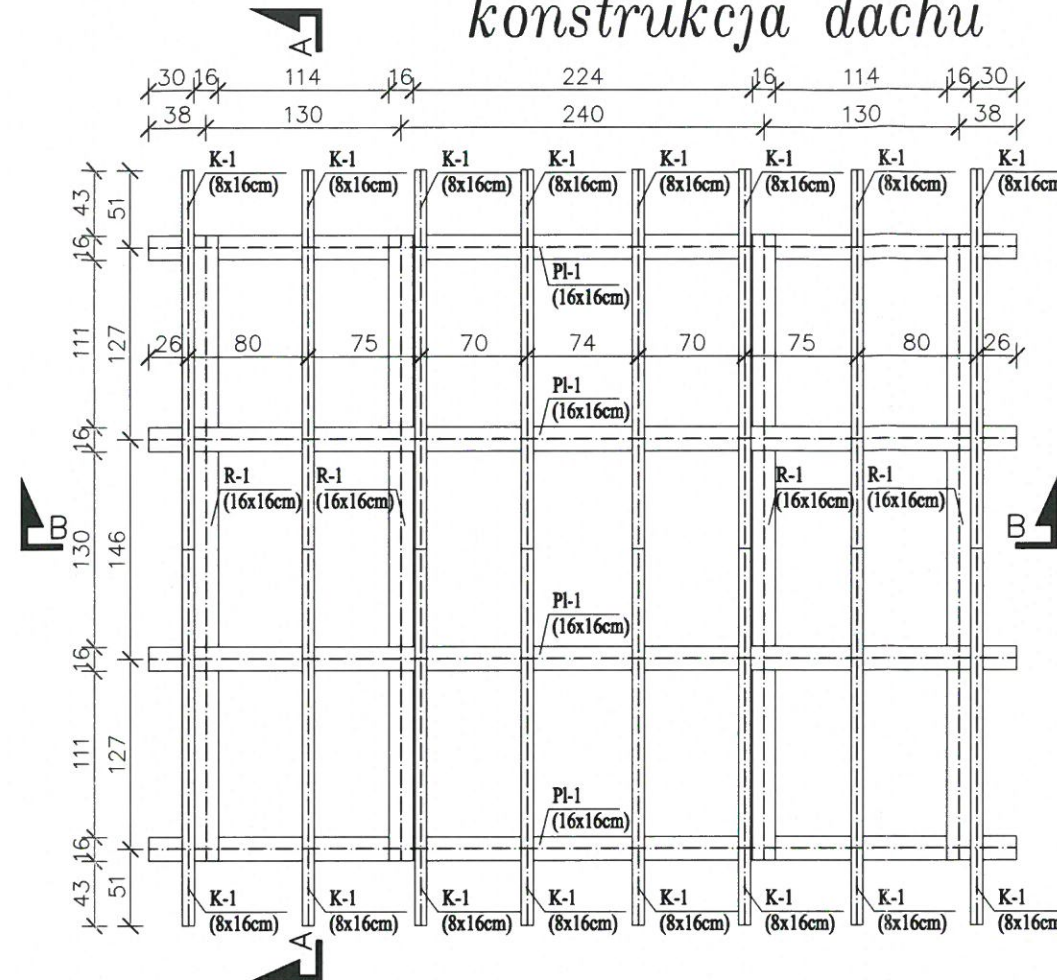 konstrukcja dachu
A
30 16 114 16 224 16 114 16 30
38 130 240 130 38
K-1 K-1 K-1 K-1 K-1 K-1 K-1 K-1
(8x16cm) (8x16cm) (8x16cm) (8x16cm) (8x16cm) (8x16cm) (8x16cm) (8x16cm
43 51
16
Pl-1
(16x16cm)
111 127
26 80 75 70 74 70 75 80 26
Pl-1
(16x16cm)
16
R-1 R-1 R-1 R-1
(16x16cm) (16x16cm) (16x16cm) (16x16cm)
B B
130 146
Pl-1
(16x16cm)
16
111 127
Pl-1
(16x16cm)
16
43 51
K-1 K-1 K-1 K-1 K-1 K-1 K-1 K-1
(8x16cm) (8x16cm) (8x16cm) (8x16cm) (8x16cm) (8x16cm) (8x16cm) (8x16cm
A